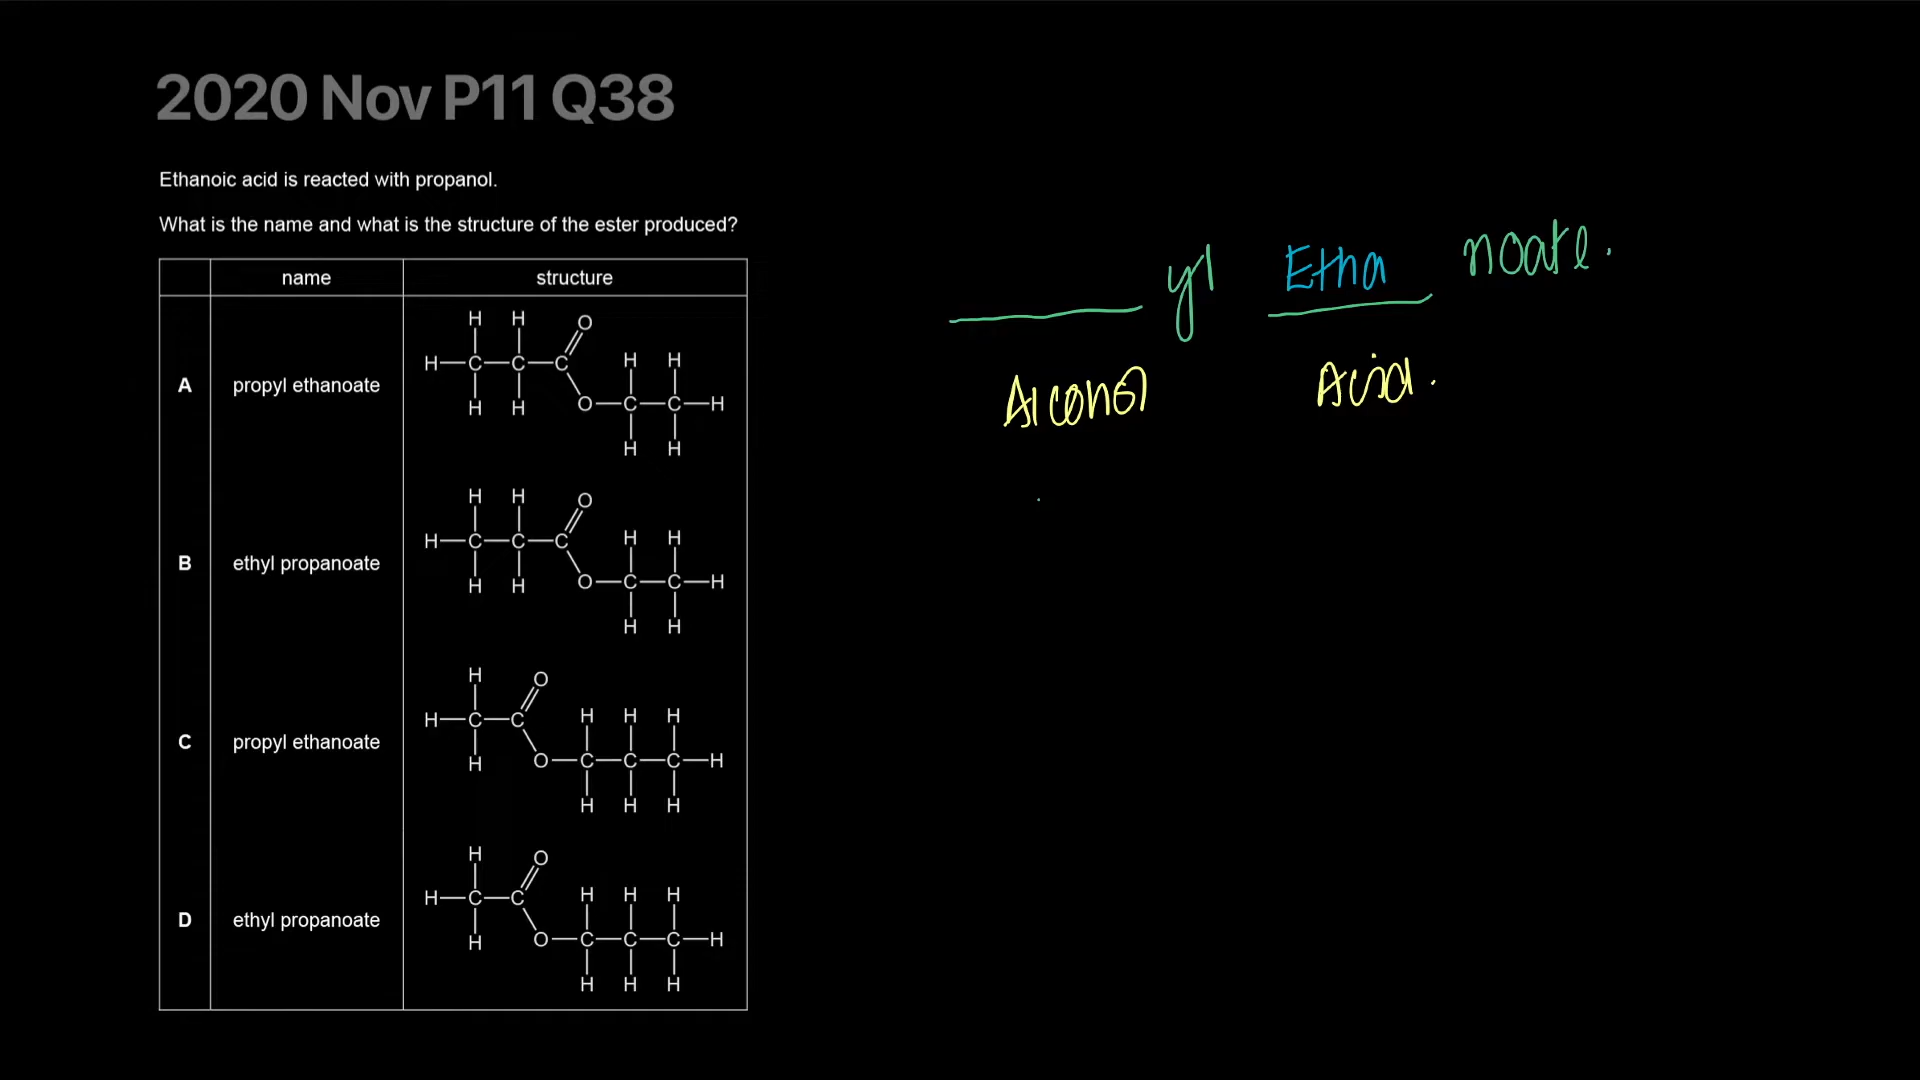 2020 Nov P11 Q38
Ethanoic acid is reacted with propanol.
What is the name and what is the structure of the ester produced?
name structure
A propyl ethanoate
H H O
H C C C H H
H H O C C H
H H
B ethyl propanoate
H H O
H C C C H H
H H O C C H
H H
C propyl ethanoate
H O
H C C H H H
H O C C C H
H H H
D ethyl propanoate
H O
H C C H H H
H O C C C H
H H H
yl Etha noate.
Alcohol Acid.